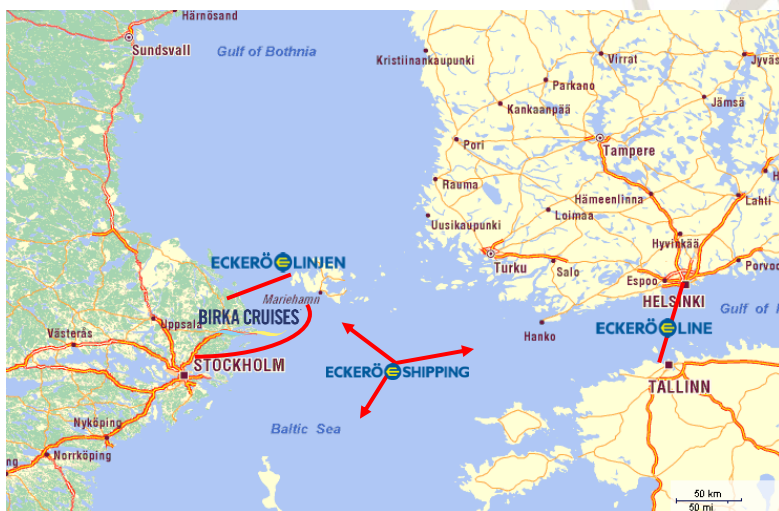 Härnösand
Sundsvall
Gulf of Bothnia
Kristiinankaupunki
Virrat
Jyväs
Parkano
Kankaanpää
Jämsä
Pori
Tampere
Rauma
Hämeenlinna
Lahti
Uusikaupunki
Loimaa
Hyvinkää
ECKERÖ LINJEN
Turku
Salo
Espoo
Porvoo
Mariehamn
HELSINKI
Gulf of
Uppsala
BIRKA CRUISES
Västerås
Hanko
ECKERÖ LINE
STOCKHOLM
ECKERÖ SHIPPING
TALLINN
Nyköping
Baltic Sea
ng
Norrköping
50 km
50 mi